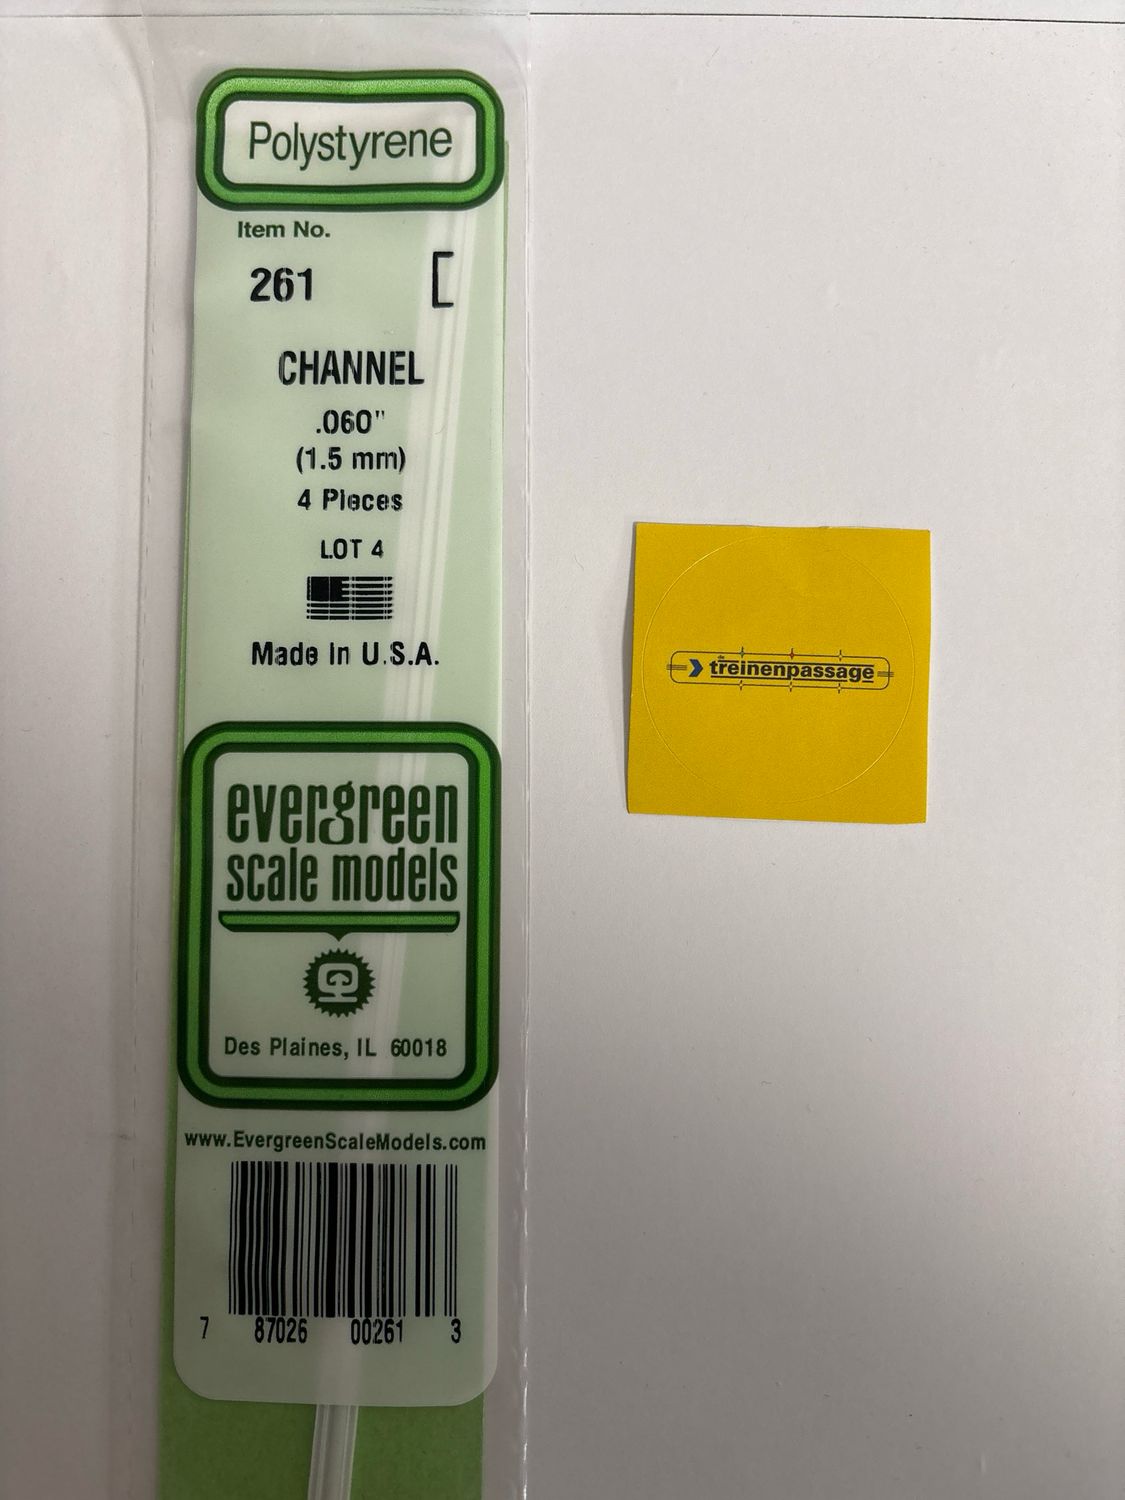 Polystyrene
Item No.
261
CHANNEL
.060"
(1.5 mm)
4 Pieces
LOT 4
Made in U.S.A.
evergreen
scale models
Des Plaines, IL 60018
www.EvergreenScaleModels.com
7 87026 00261 3
de
treinenpassage